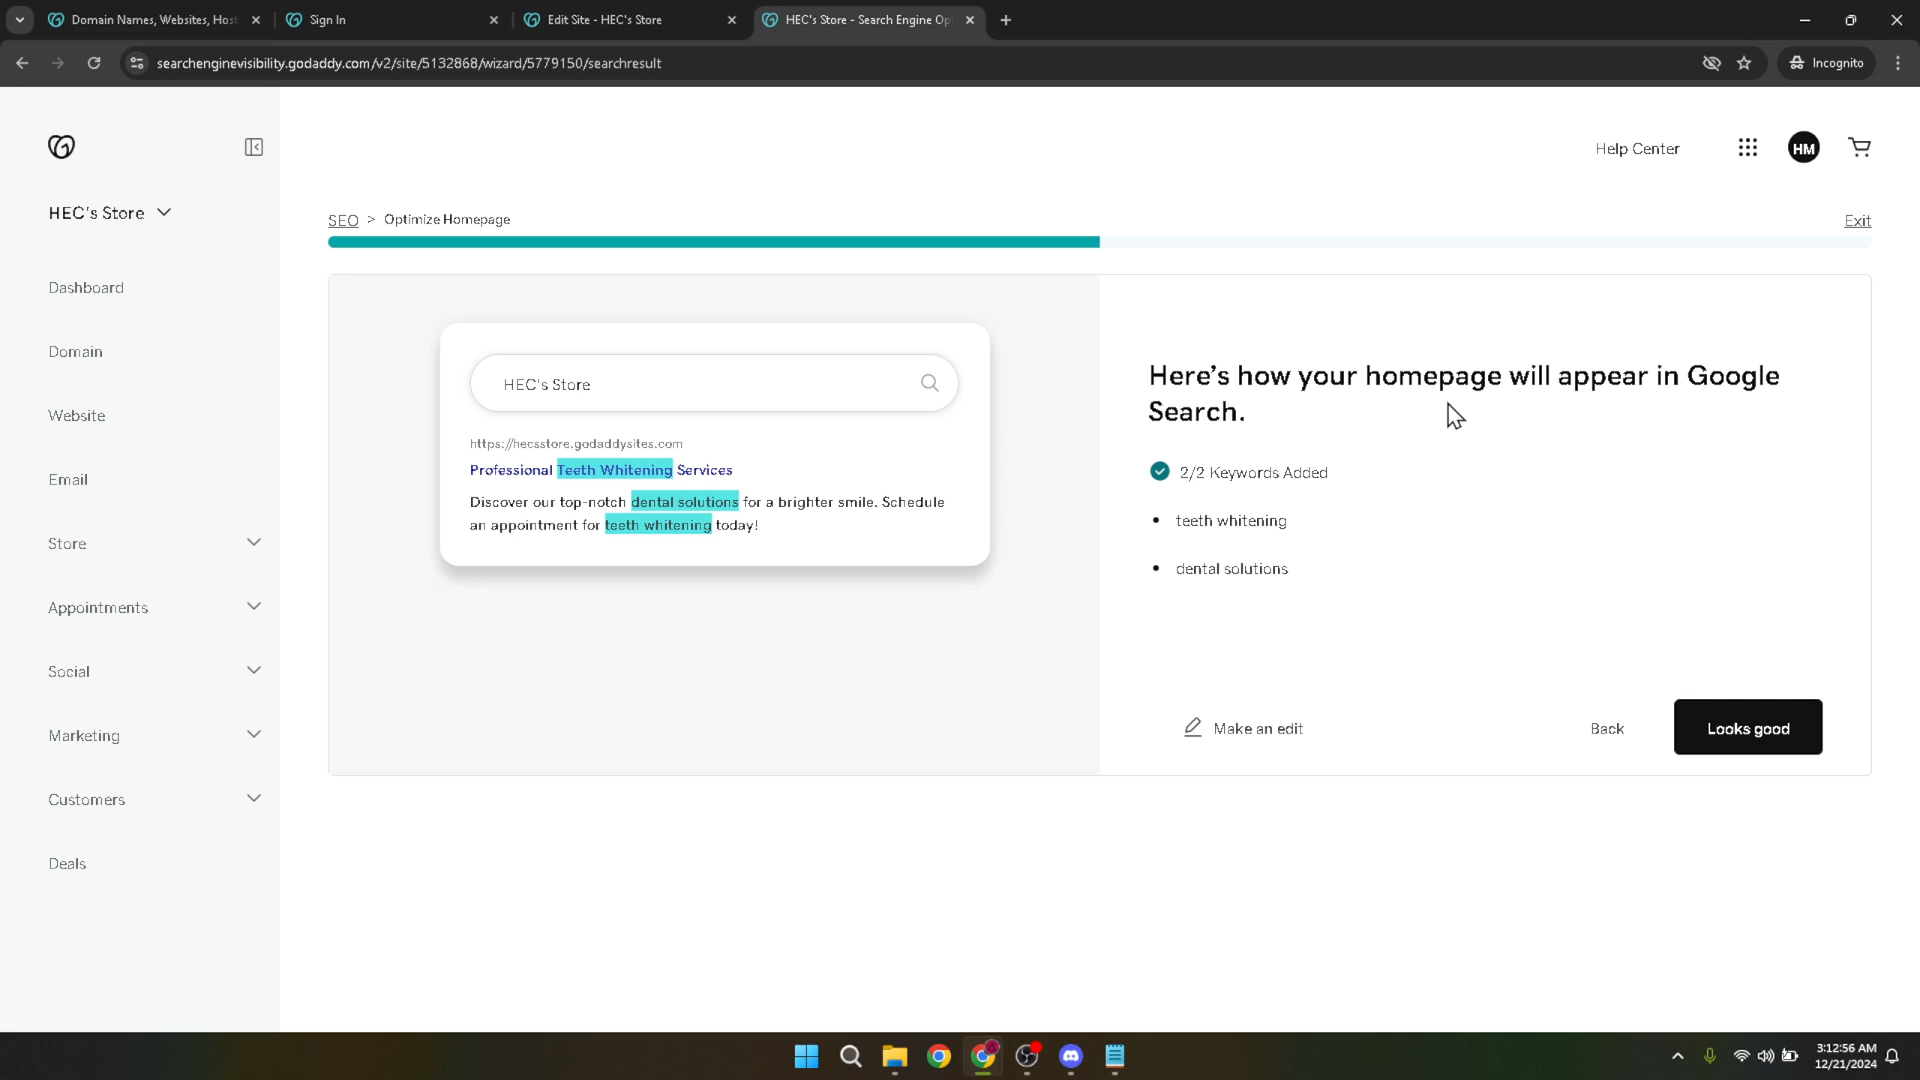 Domain Names, Websites, Hos
Sign In
Edit Site - HEC's Store
HEC's Store - Search Engine Op
searchenginevisibility.godaddy.com/v2/site/5132868/wizard/5779150/searchresult
Incognito
Help Center
HM
HEC's Store
SEO > Optimize Homepage
Exit
Dashboard
Domain
Website
Email
Store
Appointments
Social
Marketing
Customers
Deals
HEC's Store
https://hecsstore.godaddysites.com
Professional Teeth Whitening Services
Discover our top-notch dental solutions for a brighter smile. Schedule
an appointment for teeth whitening today!
Here's how your homepage will appear in Google
Search.
2/2 Keywords Added
• teeth whitening
• dental solutions
Make an edit
Back
Looks good
3:12:56 AM
12/21/2024